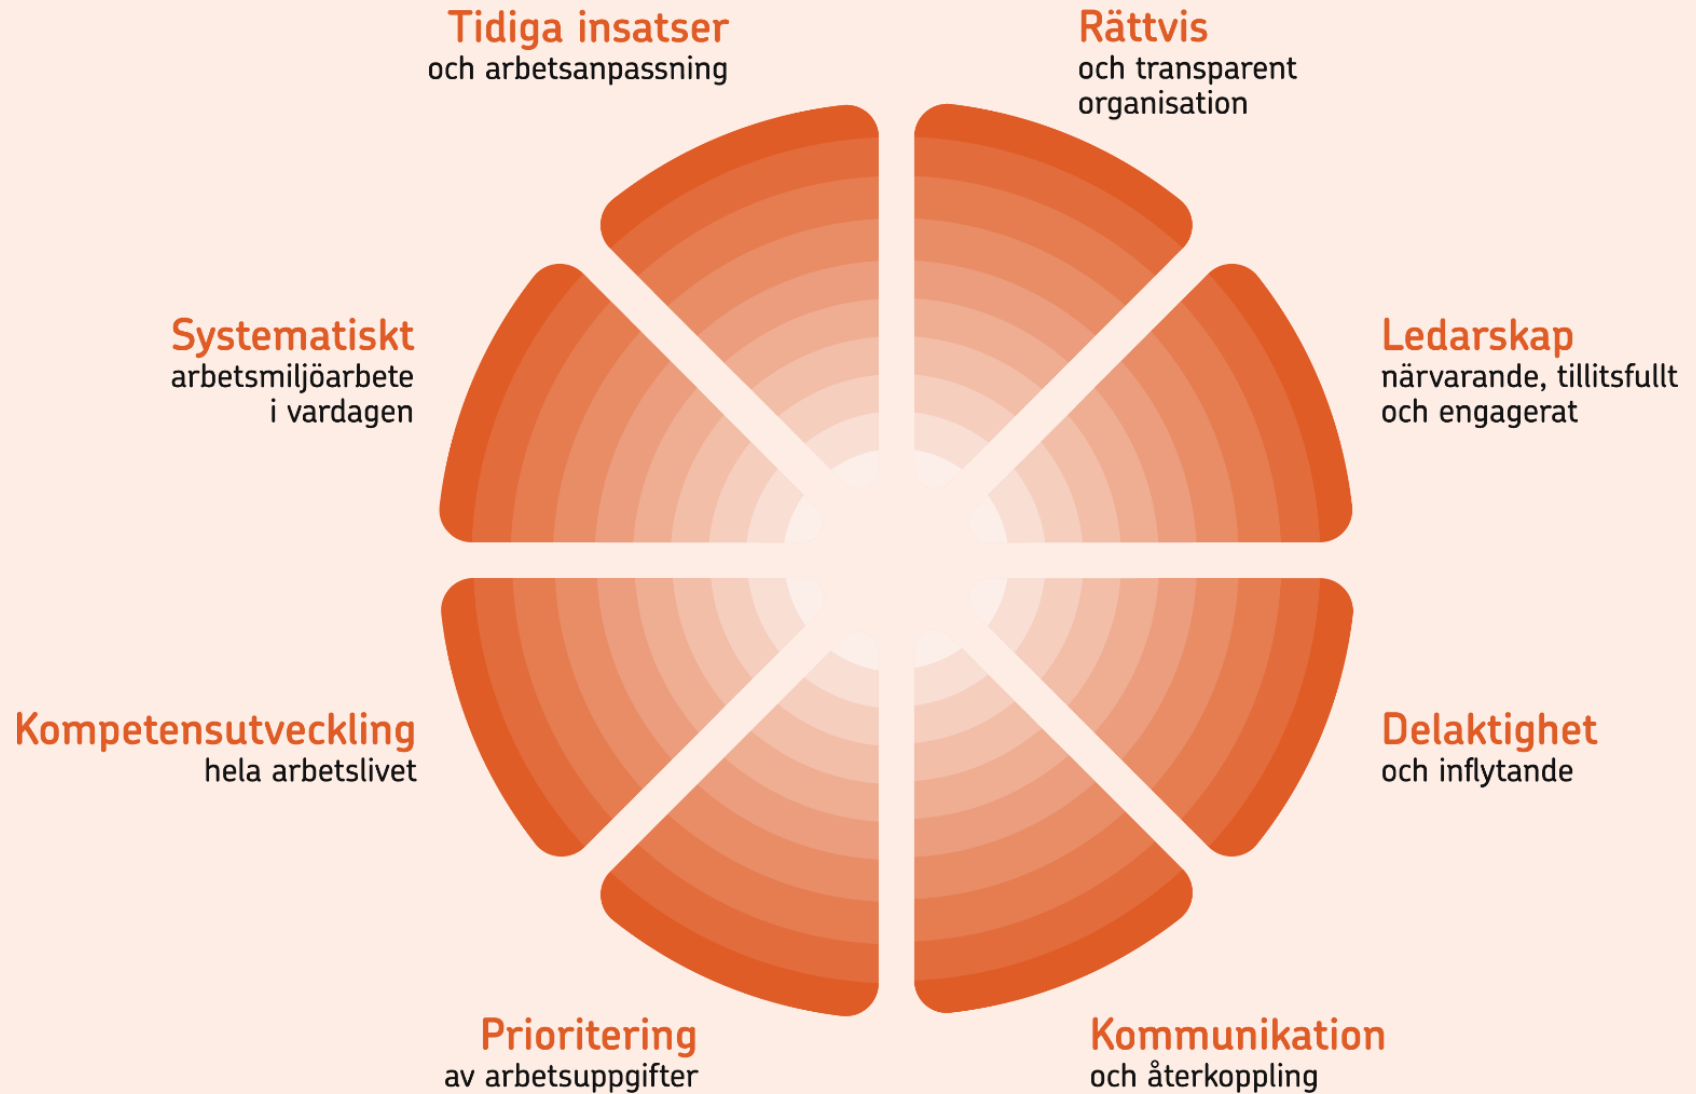 Tidiga insatser
och arbetsanpassning
Rättvis
och transparent
organisation
Systematiskt
arbetsmiljöarbete
i vardagen
Ledarskap
närvarande, tillitsfullt
och engagerat
Kompetensutveckling
hela arbetslivet
Delaktighet
och inflytande
Prioritering
av arbetsuppgifter
Kommunikation
och återkoppling